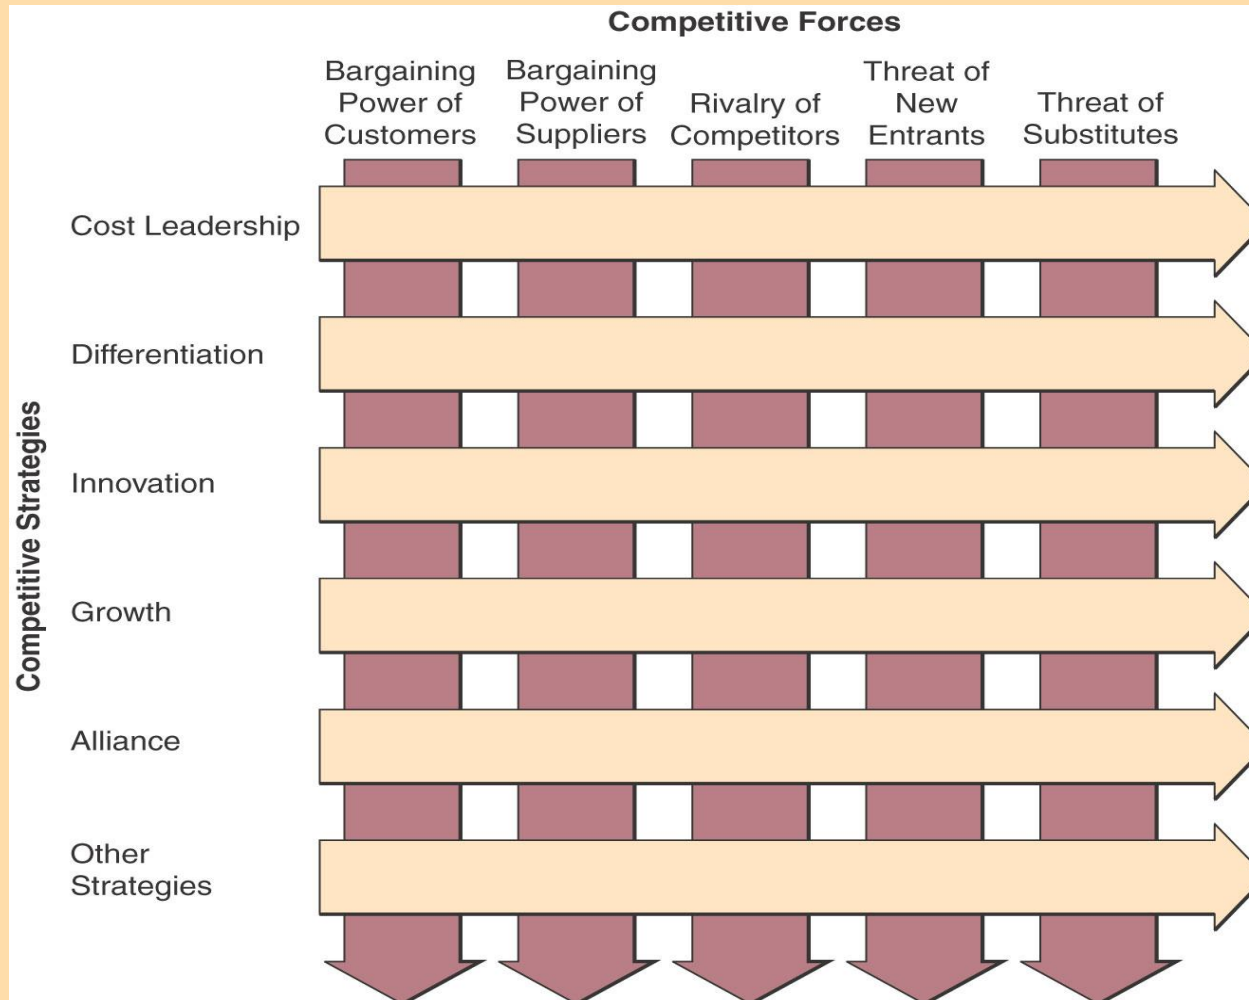 Competitive Forces
Bargaining
Power of
Customers
Bargaining
Power of
Suppliers
Rivalry of
Competitors
Threat of
New
Entrants
Threat of
Substitutes
Competitive Strategies
Cost Leadership
Differentiation
Innovation
Growth
Alliance
Other
Strategies